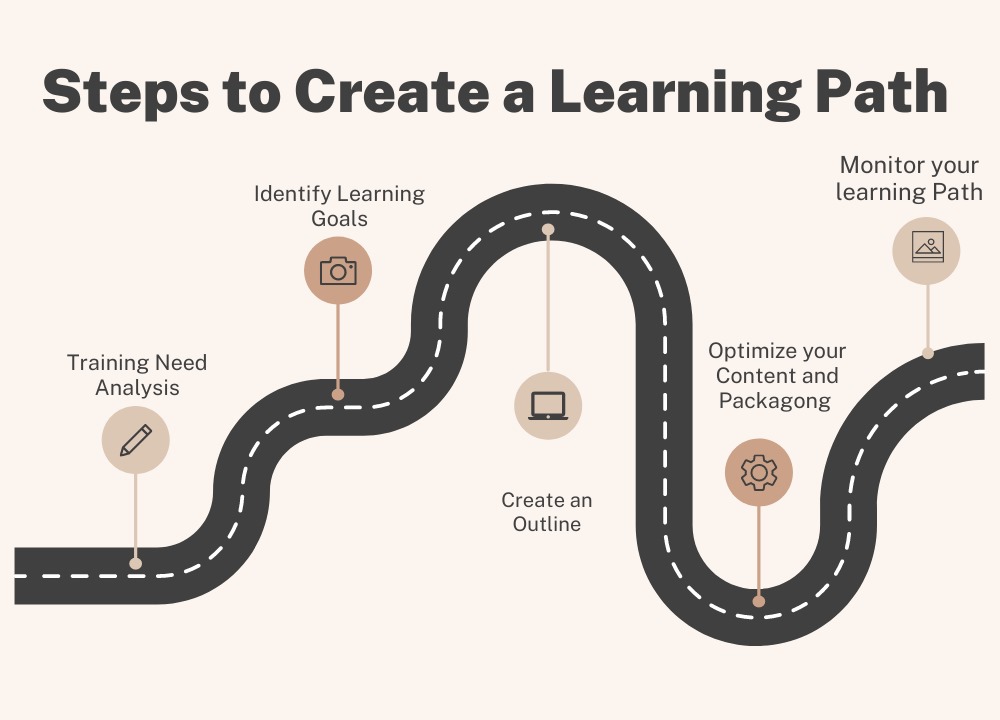 Steps to Create a Learning Path
Training Need
Analysis
Identify Learning
Goals
Create an
Outline
Optimize your
Content and
Packagong
Monitor your
learning Path